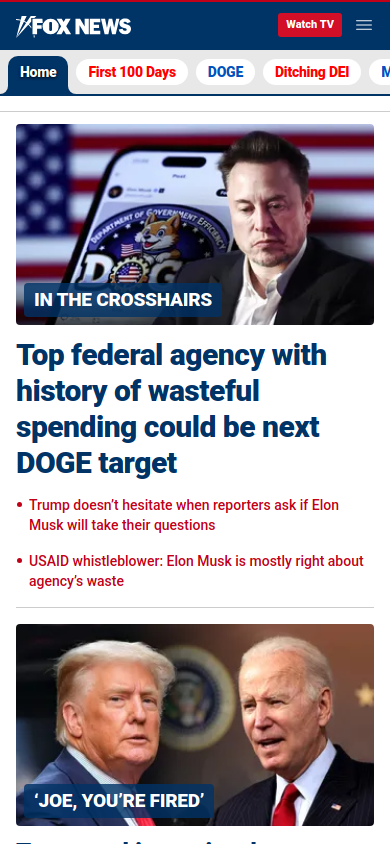 FOX NEWS
Watch TV
Home
First 100 Days
DOGE
Ditching DEI
Post
DEPARTMENT OF GOVERNMENT EFFICIENCY
IN THE CROSSHAIRS
Top federal agency with
history of wasteful
spending could be next
DOGE target
• Trump doesn't hesitate when reporters ask if Elon
Musk will take their questions
• USAID whistleblower: Elon Musk is mostly right about
agency's waste
'JOE, YOU'RE FIRED'